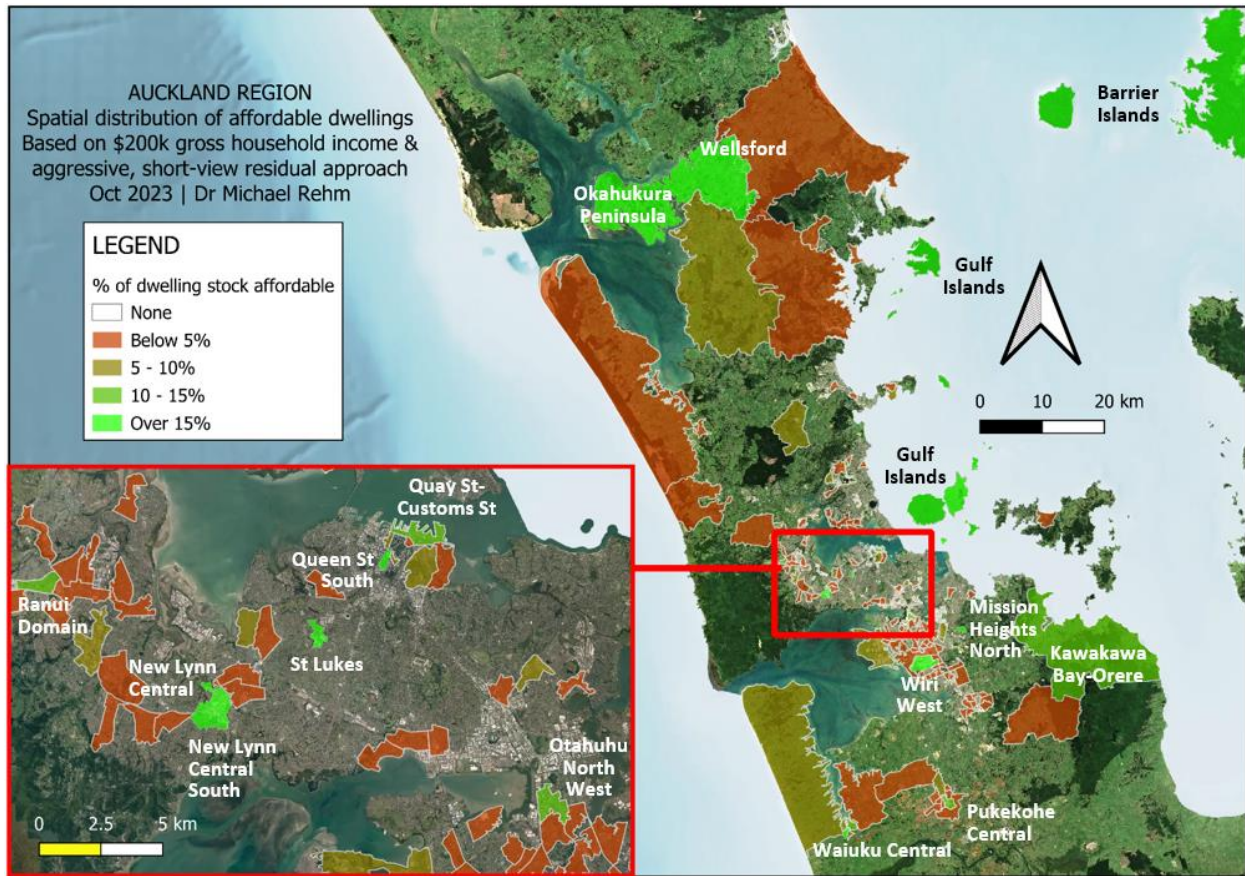 AUCKLAND REGION
Spatial distribution of affordable dwellings
Based on $200k gross household income &
aggressive, short-view residual approach
Oct 2023 | Dr Michael Rehm
LEGEND
% of dwelling stock affordable
None
Below 5%
5 - 10%
10 - 15%
Over 15%
Barrier
Islands
Wellsford
Okahukura
Peninsula
Gulf
Islands
0 10 20 km
Gulf
Islands
Mission
Heights
North
Kawakawa
Bay-Orere
Wiri
West
Pukekohe
Central
Waiuku Central
Quay St-
Customs St
Queen St
South
Ranui
Domain
St Lukes
New Lynn
Central
New Lynn
Central
South
Otahuhu
North
West
0 2.5 5 km